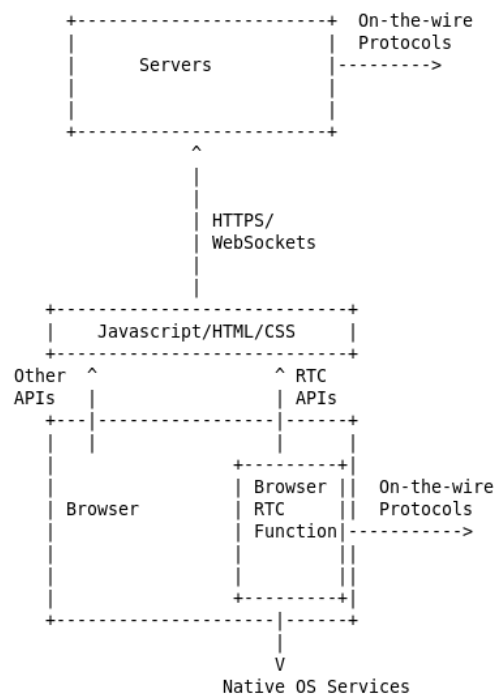 On-the-wire
Protocols
Servers
HTTPS/
WebSockets
Javascript/HTML/CSS
Other
APIs
RTC
APIs
Browser
Browser
RTC
Function
On-the-wire
Protocols
Native OS Services